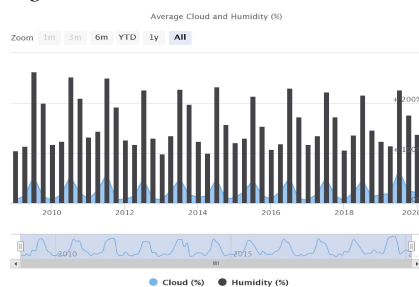 Average Cloud and Humidity (%)
Zoom 1m 3m 6m YTD 1y All
2010 2012 2014 2016 2018 2020
2010 2015
Cloud (%) Humidity (%)